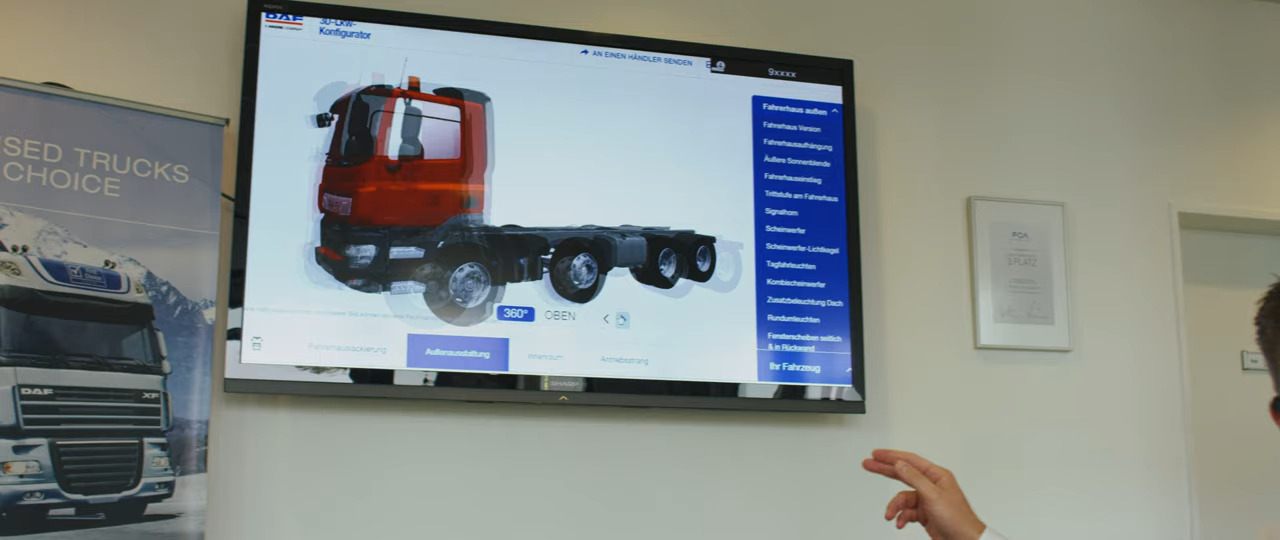 SED TRUCKS
CHOICE
DAF
XF
DAF
3D-LKW-
Konfigurator
AN EINEN HÄNDLER SENDEN
9xxxx
Fahrerhaus außen
Fahrerhaus Version
Fahrerhausaufhängung
Äußere Sonnenblende
Fahrerhauseinstieg
Trittstufe am Fahrerhaus
Signalhorn
Scheinwerfer
Scheinwerfer-Lichtkegel
Tagfahrleuchten
Kombischeinwerfer
Zusatzbeleuchtung Dach
Rundumleuchten
Fensterscheiben seitlich
& in Rückwand
Ihr Fahrzeug
360°
OBEN
Fahrerhauslackierung
Außenausstattung
Innenraum
Antriebsstrang
SHARP
3.PLATZ